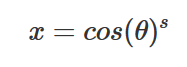 x = cos(θ)^s